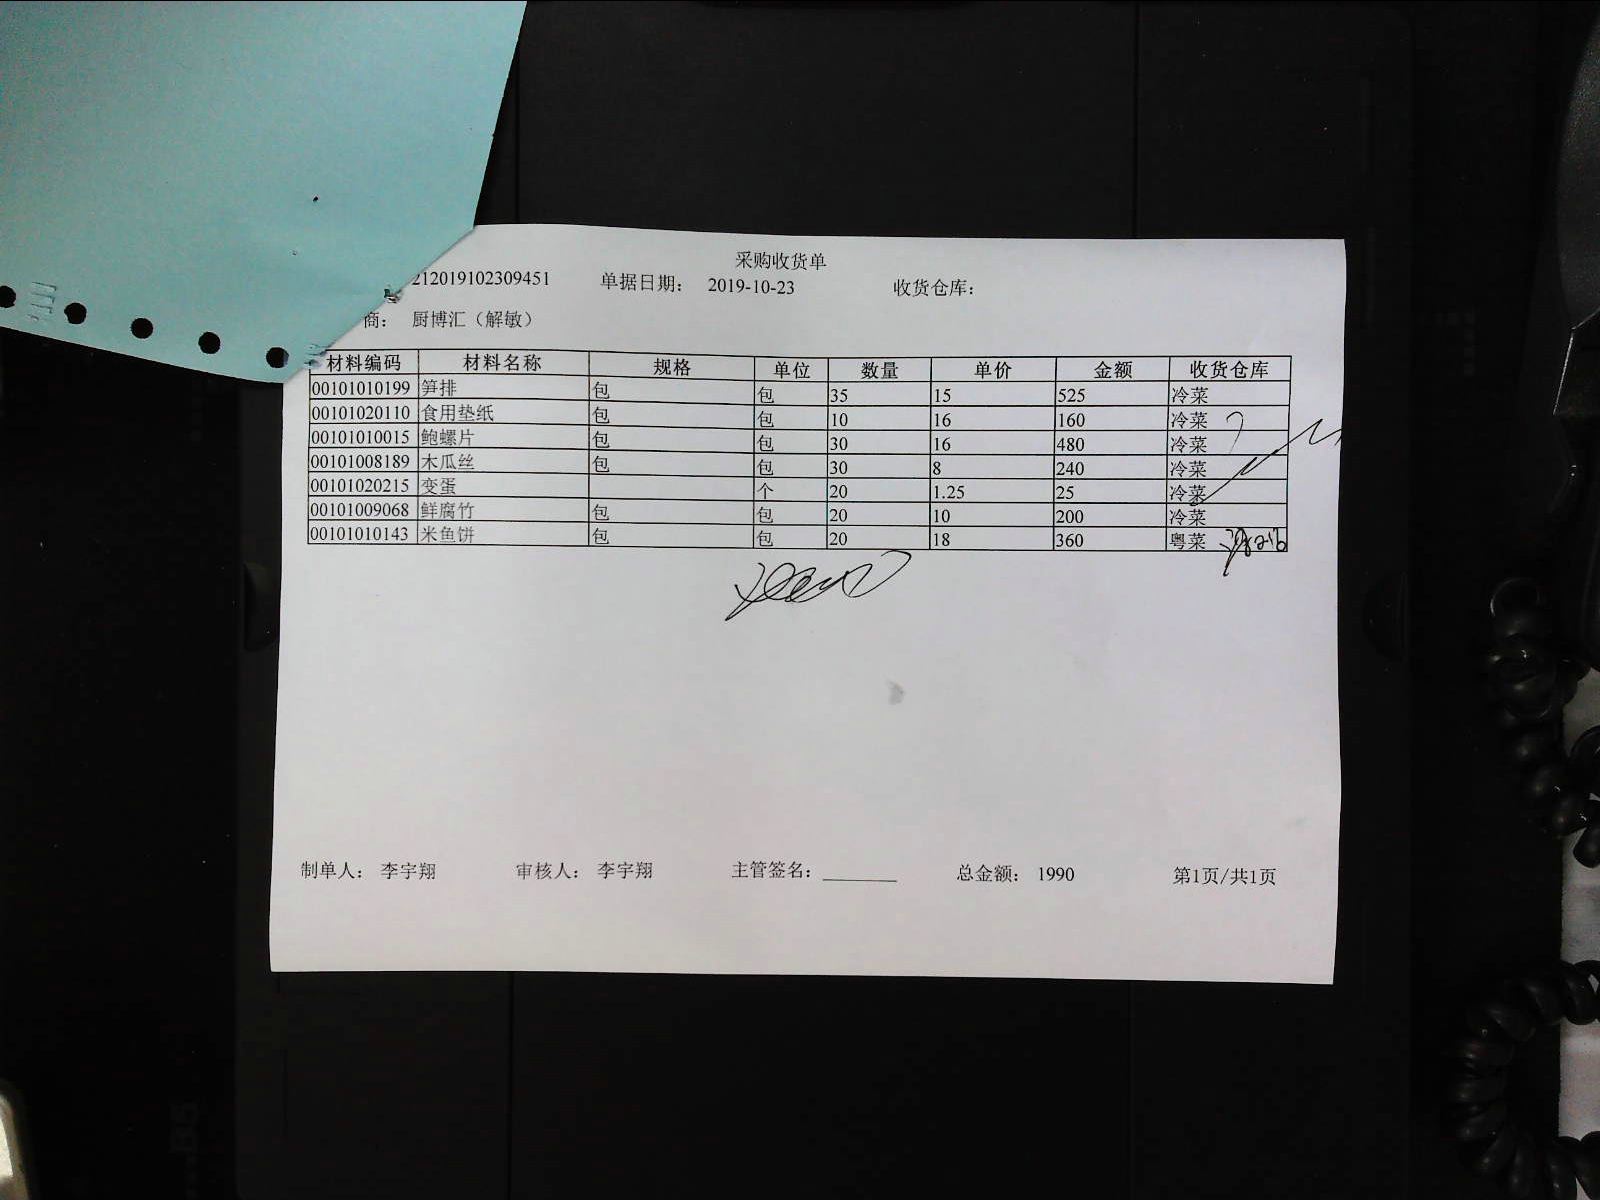 采购收货单
212019102309451 单据日期： 2019-10-23 收货仓库：
商： 厨博汇（解敏）
材料编码 材料名称 规格 单位 数量 单价 金额 收货仓库
00101010199 笋排 包 包 35 15 525 冷菜
00101020110 食用垫纸 包 包 10 16 160 冷菜
00101010015 鲍螺片 包 包 30 16 480 冷菜
00101008189 木瓜丝 包 包 30 8 240 冷菜
00101020215 变蛋 个 20 1.25 25 冷菜
00101009068 鲜腐竹 包 包 20 10 200 冷菜
00101010143 米鱼饼 包 包 20 18 360 粤菜
制单人： 李宇翔 审核人： 李宇翔 主管签名： 总金额： 1990 第1页/共1页